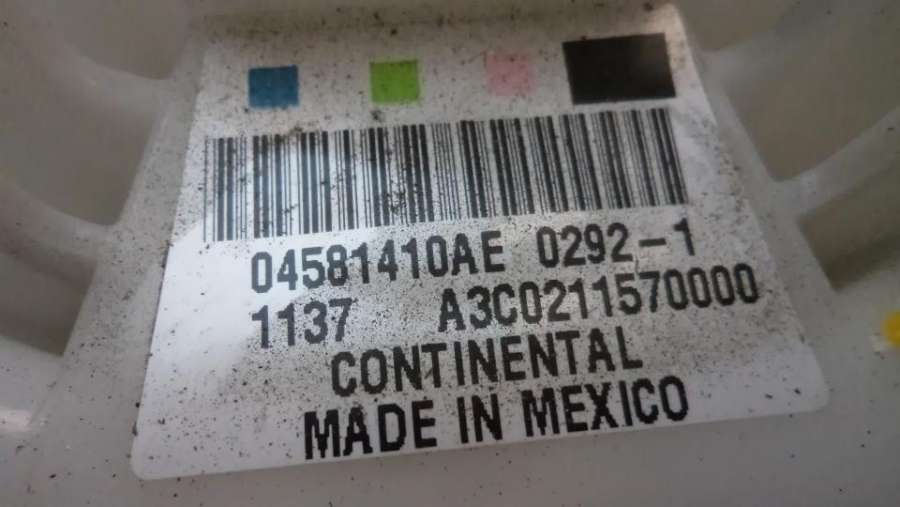 04581410AE 0292-1
1137 A3C0211570000
CONTINENTAL
MADE IN MEXICO